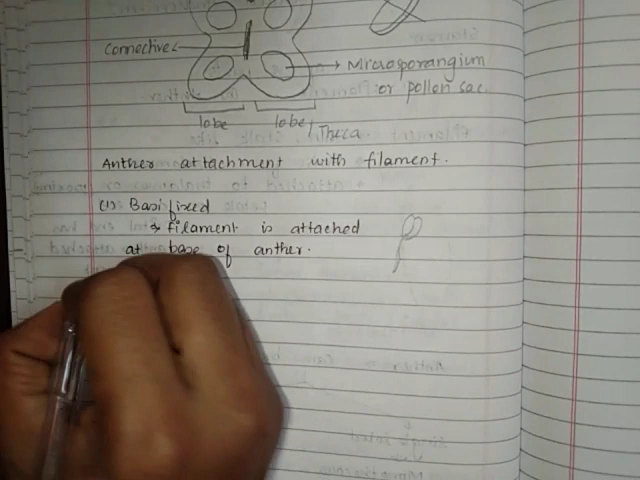 Connective
Microsporangium
or pollen sac
lobe lobe/Theca
Anther attachment with filament.
(1) Basifixed
→ filament is attached
at base of anther.